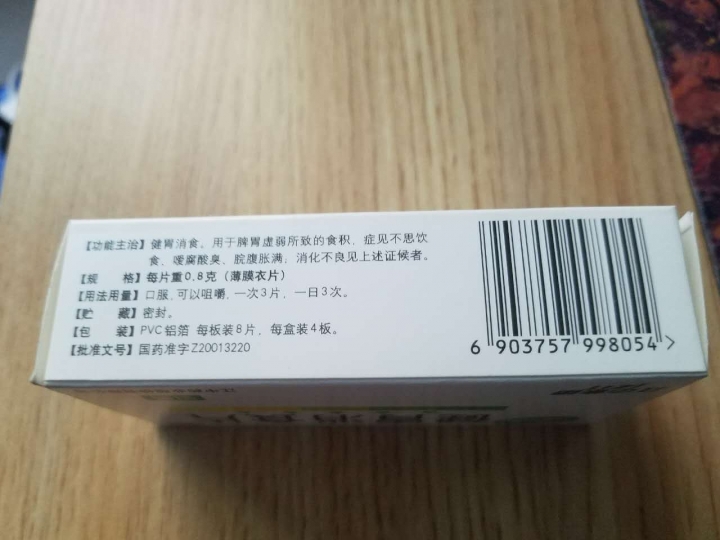 【功能主治】健胃消食。用于脾胃虚弱所致的食积,症见不思饮
食、嗳腐酸臭、脘腹胀满;消化不良见上述证候者。
【规　　格】每片重0.8克(薄膜衣片)
【用法用量】口服,可以咀嚼,一次3片,一日3次。
【贮　　藏】密封。
【包　　装】PVC铝箔 每板装8片,每盒装4板。
【批准文号】国药准字Z20013220
6 903757 998054 >